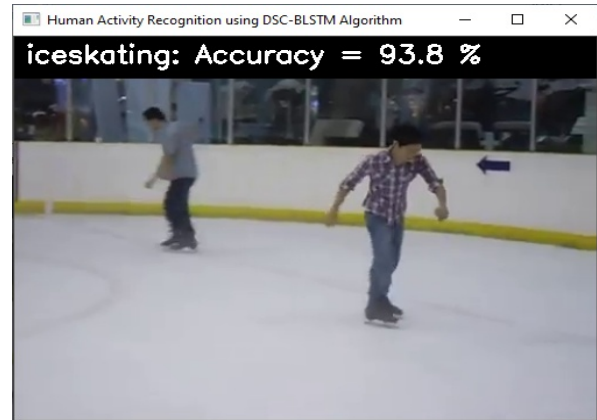 Human Activity Recognition using DSC-BLSTM Algorithm
iceskating: Accuracy = 93.8 %